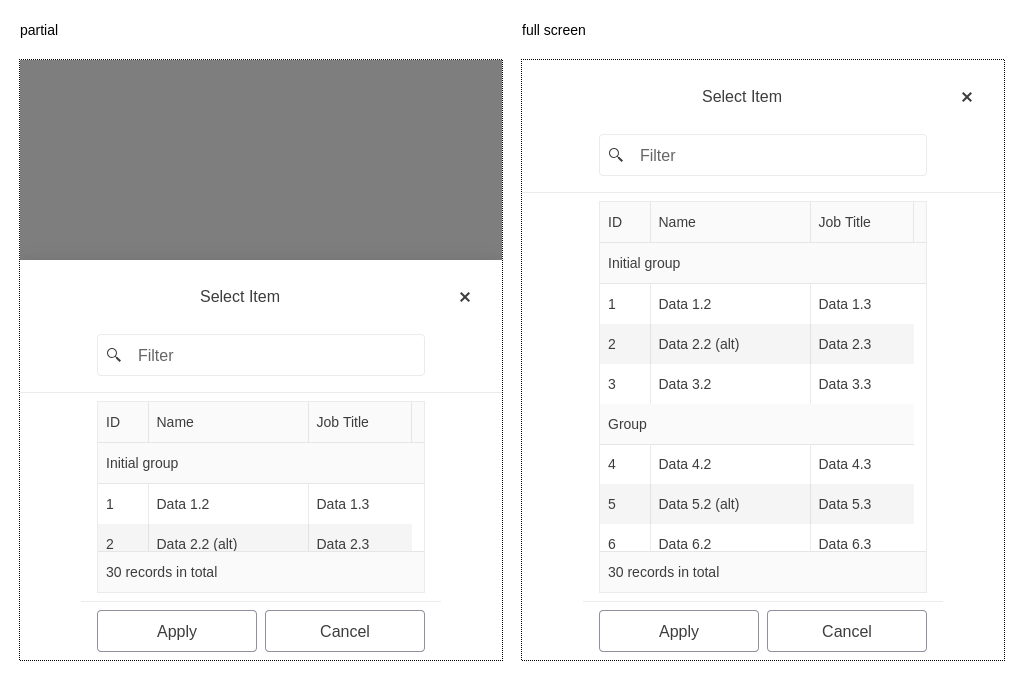 partial
Select Item
Filter
ID Name Job Title
Initial group
1 Data 1.2 Data 1.3
2 Data 2.2 (alt) Data 2.3
30 records in total
Apply Cancel
full screen
Select Item
Filter
ID Name Job Title
Initial group
1 Data 1.2 Data 1.3
2 Data 2.2 (alt) Data 2.3
3 Data 3.2 Data 3.3
Group
4 Data 4.2 Data 4.3
5 Data 5.2 (alt) Data 5.3
6 Data 6.2 Data 6.3
30 records in total
Apply Cancel